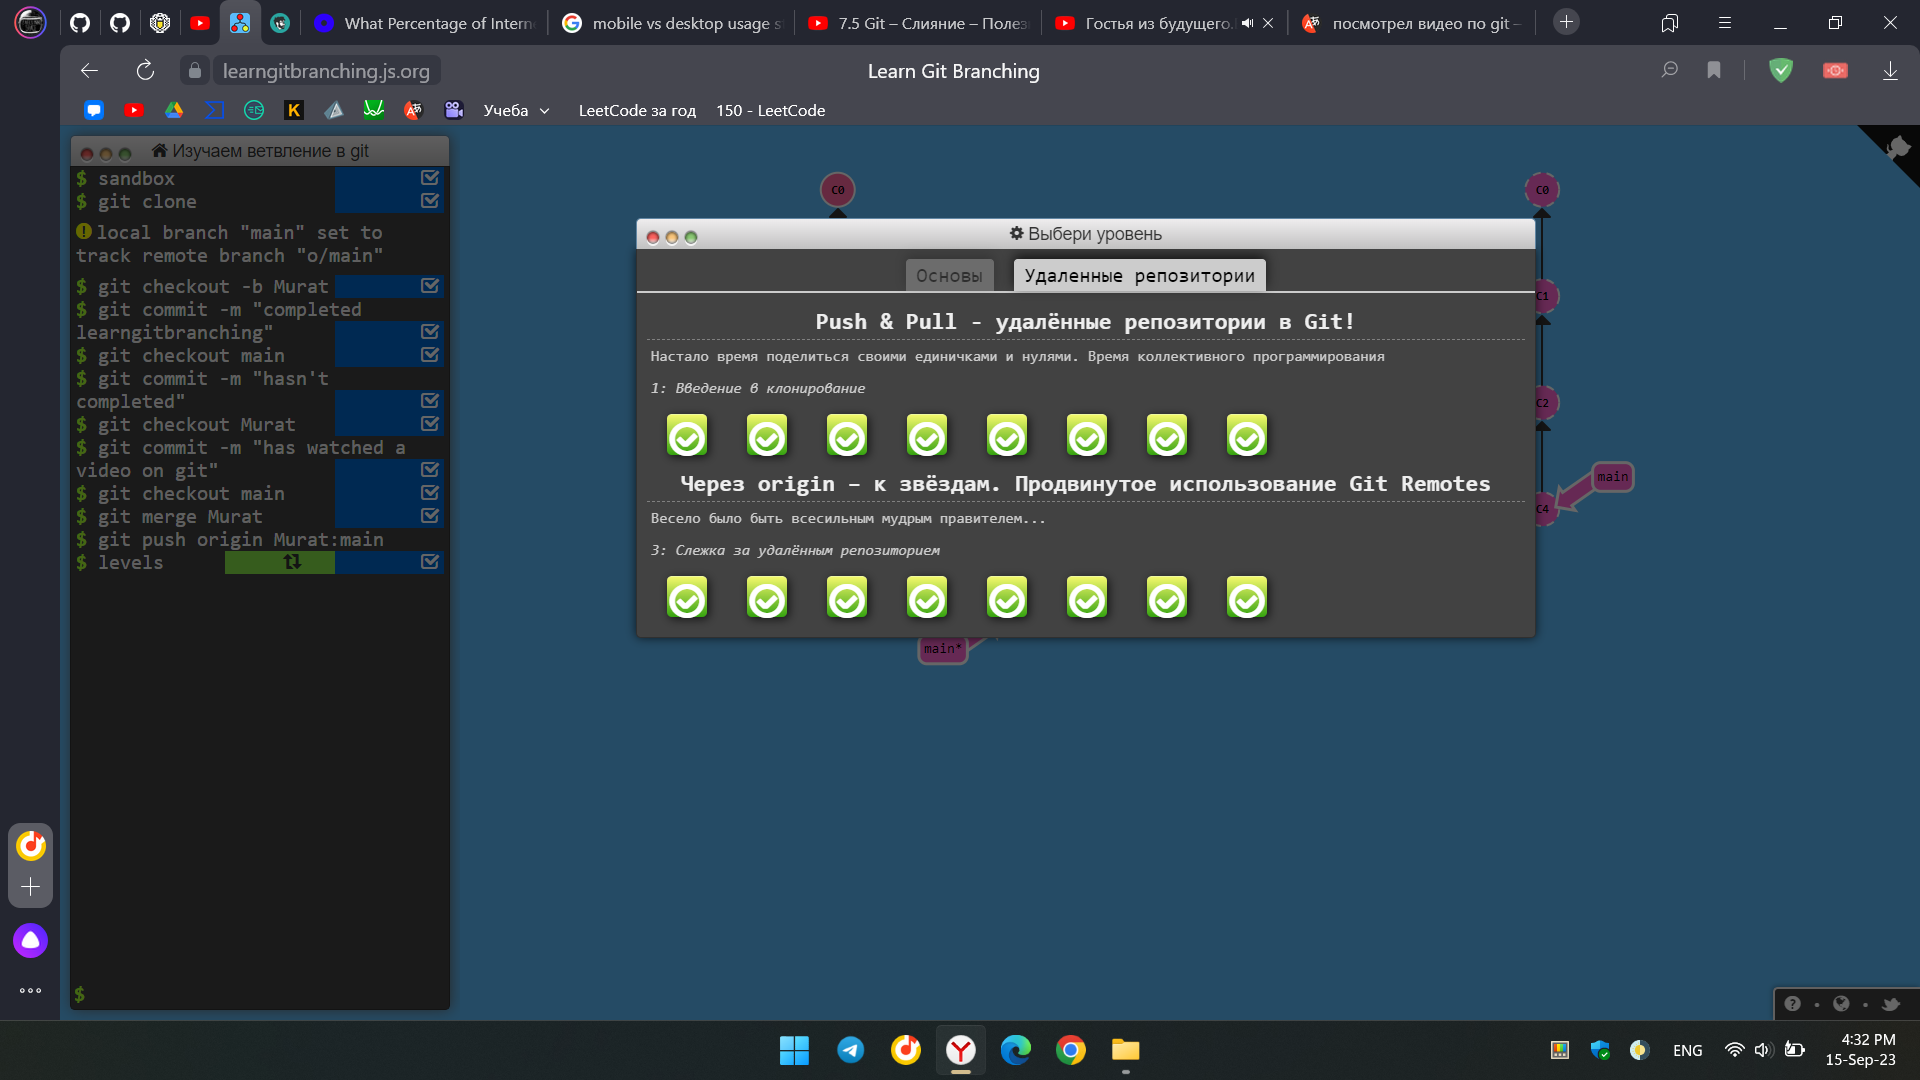 What Percentage of Intern
mobile vs desktop usage s
7.5 Git – Слияние – Полез
Гостья из будущего.
посмотрел видео по git –
learngitbranching.js.org
Learn Git Branching
Учеба
LeetCode за год
150 - LeetCode
Изучаем ветвление в git
$ sandbox
$ git clone
local branch "main" set to
track remote branch "o/main"
$ git checkout -b Murat
$ git commit -m "completed
learngitbranching"
$ git checkout main
$ git commit -m "hasn't
completed"
$ git checkout Murat
$ git commit -m "has watched a
video on git"
$ git checkout main
$ git merge Murat
$ git push origin Murat:main
$ levels
$
C0
C0
C1
C2
C4
main
main*
Выбери уровень
Основы
Удаленные репозитории
Push & Pull - удалённые репозитории в Git!
Настало время поделиться своими единичками и нулями. Время коллективного программирования
1: Введение в клонирование
Через origin – к звёздам. Продвинутое использование Git Remotes
Весело было быть всесильным мудрым правителем...
3: Слежка за удалённым репозиторием
ENG
4:32 PM
15-Sep-23